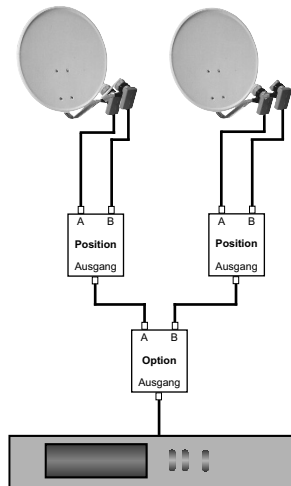 A B A B
Position Position
Ausgang Ausgang
A B
Option
Ausgang